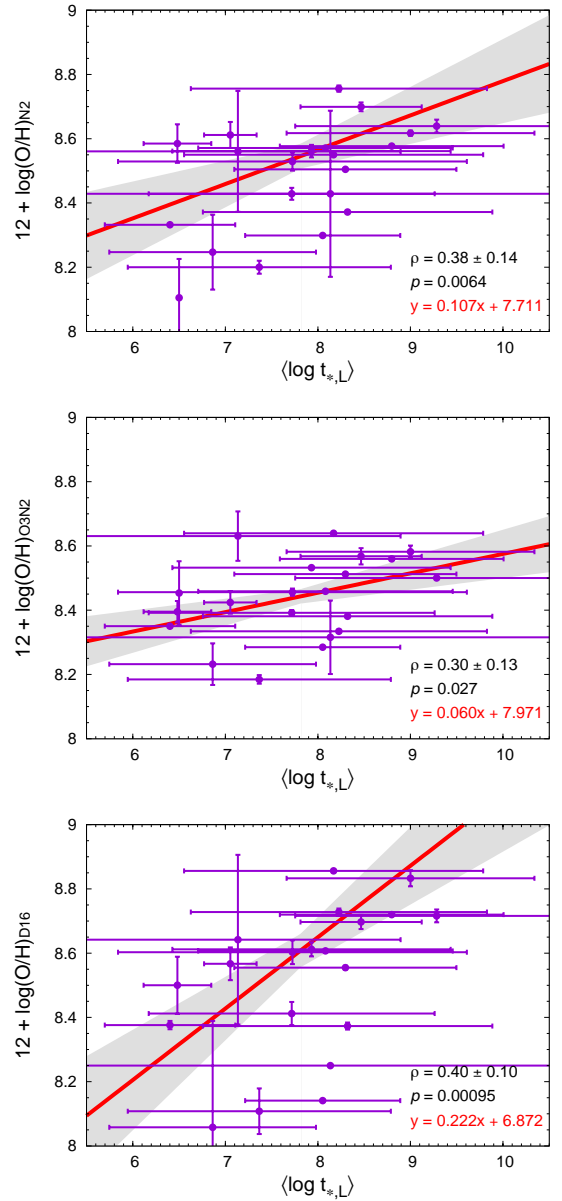 9
8.8
8.6
8.4
8.2
8
12 + log(O/H)N2
ρ = 0.38 ± 0.14
p = 0.0064
y = 0.107x + 7.711
6 7 8 9 10
⟨log t*,L⟩
9
8.8
8.6
8.4
8.2
8
12 + log(O/H)O3N2
ρ = 0.30 ± 0.13
p = 0.027
y = 0.060x + 7.971
6 7 8 9 10
⟨log t*,L⟩
9
8.8
8.6
8.4
8.2
8
12 + log(O/H)D16
ρ = 0.40 ± 0.10
p = 0.00095
y = 0.222x + 6.872
6 7 8 9 10
⟨log t*,L⟩